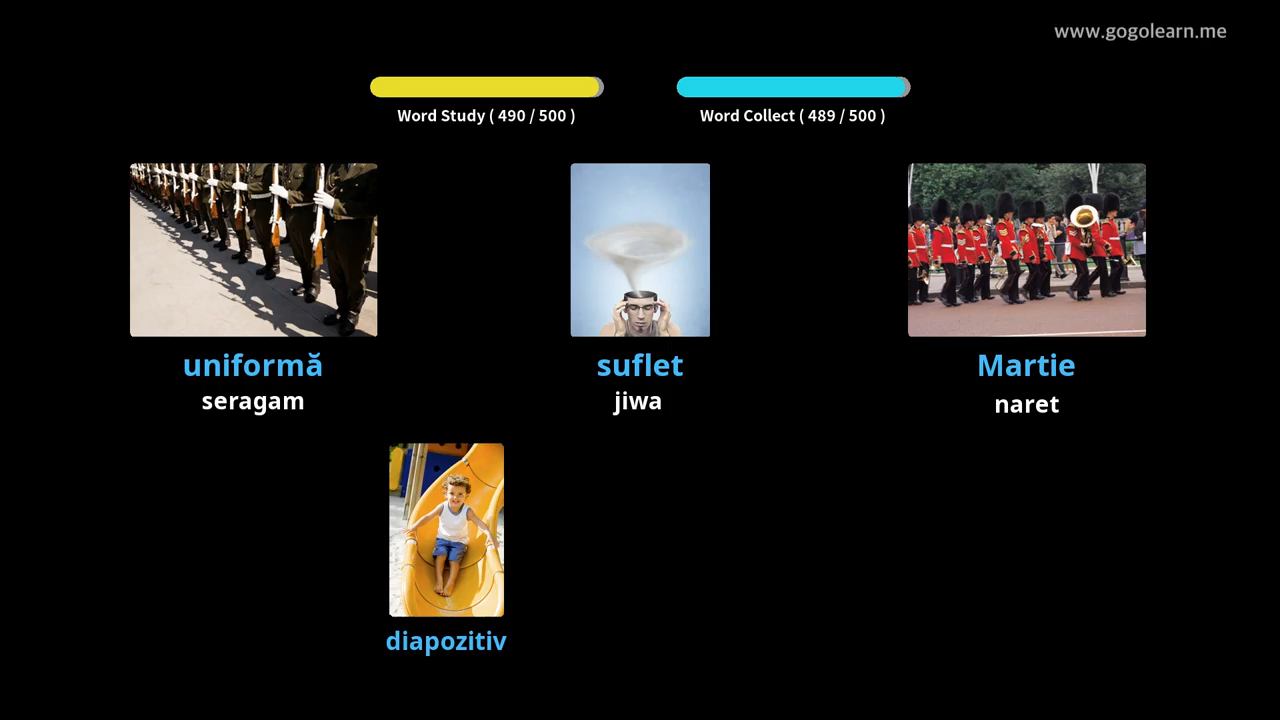 www.gogolearn.me
Word Study ( 490 / 500 )
Word Collect ( 489 / 500 )
uniformă
seragam
suflet
jiwa
Martie
naret
diapozitiv